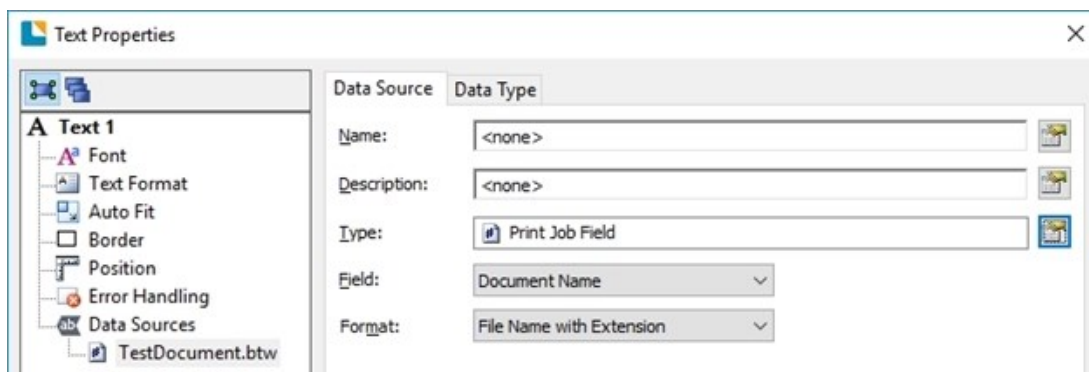 Text Properties
A Text 1
Font
Text Format
Auto Fit
Border
Position
Error Handling
Data Sources
TestDocument.btw
Data Source
Data Type
Name: <none>
Description: <none>
Type: Print Job Field
Field: Document Name
Format: File Name with Extension